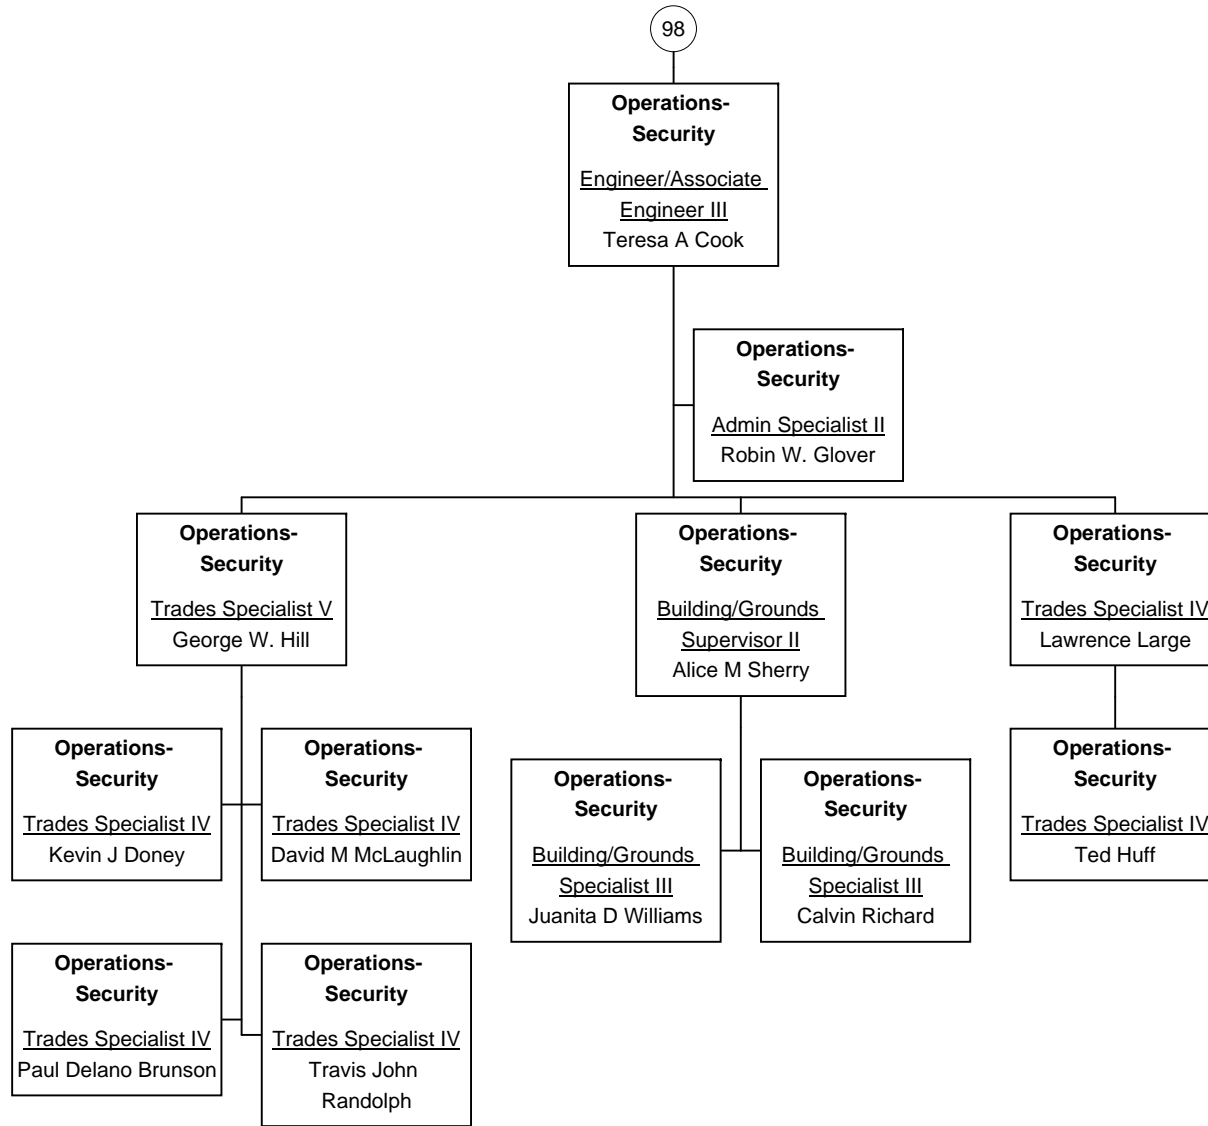 98
Operations-
Security
Engineer/Associate
Engineer III
Teresa A Cook
Operations-
Security
Admin Specialist II
Robin W. Glover
Operations-
Security
Trades Specialist V
George W. Hill
Operations-
Security
Building/Grounds
Supervisor II
Alice M Sherry
Operations-
Security
Trades Specialist IV
Lawrence Large
Operations-
Security
Trades Specialist IV
Kevin J Doney
Operations-
Security
Trades Specialist IV
David M McLaughlin
Operations-
Security
Building/Grounds
Specialist III
Juanita D Williams
Operations-
Security
Building/Grounds
Specialist III
Calvin Richard
Operations-
Security
Trades Specialist IV
Ted Huff
Operations-
Security
Trades Specialist IV
Paul Delano Brunson
Operations-
Security
Trades Specialist IV
Travis John
Randolph